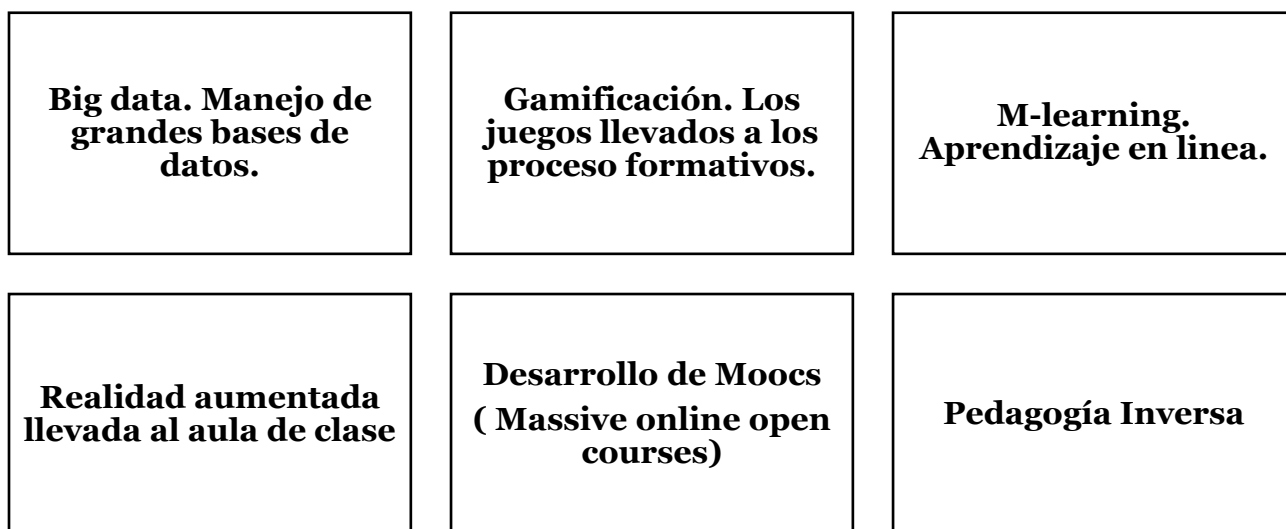 Big data. Manejo de
grandes bases de
datos.
Gamificación. Los
juegos llevados a los
proceso formativos.
M-learning.
Aprendizaje en linea.
Realidad aumentada
llevada al aula de clase
Desarrollo de Moocs
( Massive online open
courses)
Pedagogía Inversa